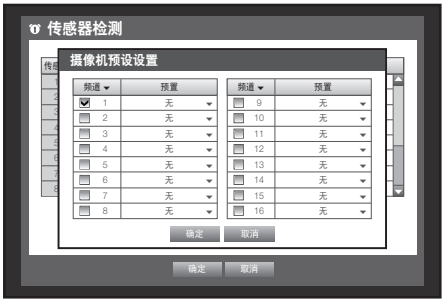 传感器检测
传感
摄像机预设设置
频道 预置 频道 预置
1 无 9 无
2 无 10 无
3 无 11 无
4 无 12 无
5 无 13 无
6 无 14 无
7 无 15 无
8 无 16 无
确定 取消
确定 取消